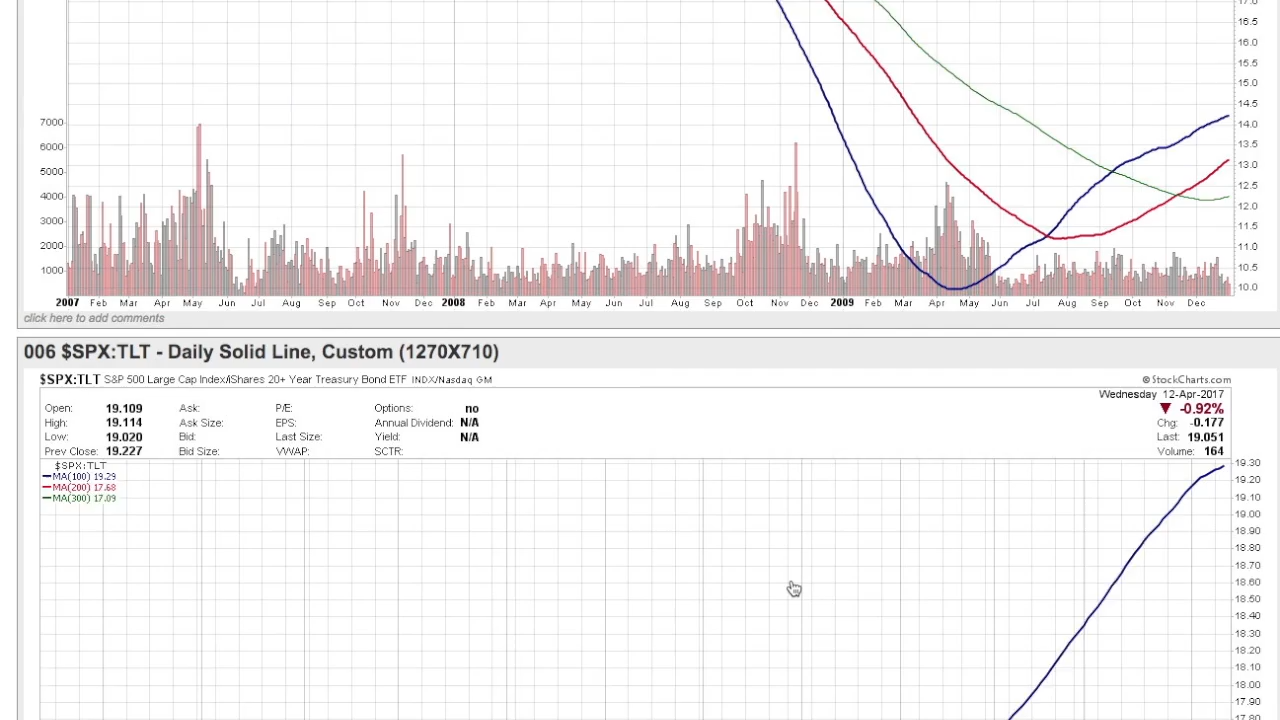 17.0
16.5
16.0
15.5
15.0
14.5
14.0
13.5
13.0
12.5
12.0
11.5
11.0
10.5
10.0
7000
6000
5000
4000
3000
2000
1000
2007 Feb Mar Apr May Jun Jul Aug Sep Oct Nov Dec 2008 Feb Mar Apr May Jun Jul Aug Sep Oct Nov Dec 2009 Feb Mar Apr May Jun Jul Aug Sep Oct Nov Dec
click here to add comments
006 $SPX:TLT - Daily Solid Line, Custom (1270X710)
$SPX:TLT S&P 500 Large Cap Index/iShares 20+ Year Treasury Bond ETF INDX/Nasdaq GM
© StockCharts.com
Wednesday 12-Apr-2017
Open: 19.109 Ask: P/E: Options: no ▼ -0.92%
High: 19.114 Ask Size: EPS: Annual Dividend: N/A Chg: -0.177
Low: 19.020 Bid: Last Size: Yield: N/A Last: 19.051
Prev Close: 19.227 Bid Size: VWAP: SCTR: Volume: 164
$SPX:TLT
MA(100) 19.29
MA(200) 17.68
MA(300) 17.09
19.30
19.20
19.10
19.00
18.90
18.80
18.70
18.60
18.50
18.40
18.30
18.20
18.10
18.00
17.90
17.80